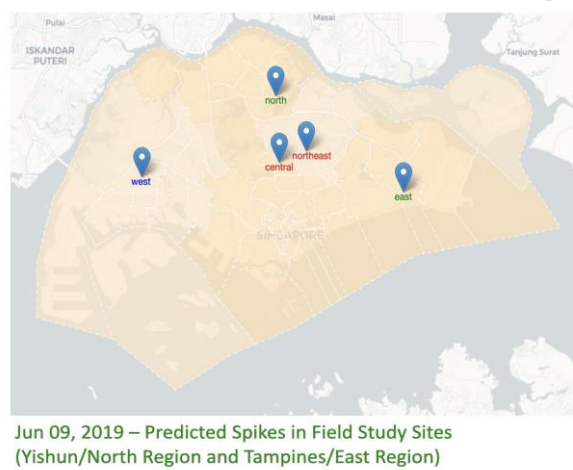 Pulai
Masai
ISKANDAR
PUTERI
Tanjung Surat
north
northeast
central
west
east
SINGAPORE
Jun 09, 2019 – Predicted Spikes in Field Study Sites
(Yishun/North Region and Tampines/East Region)